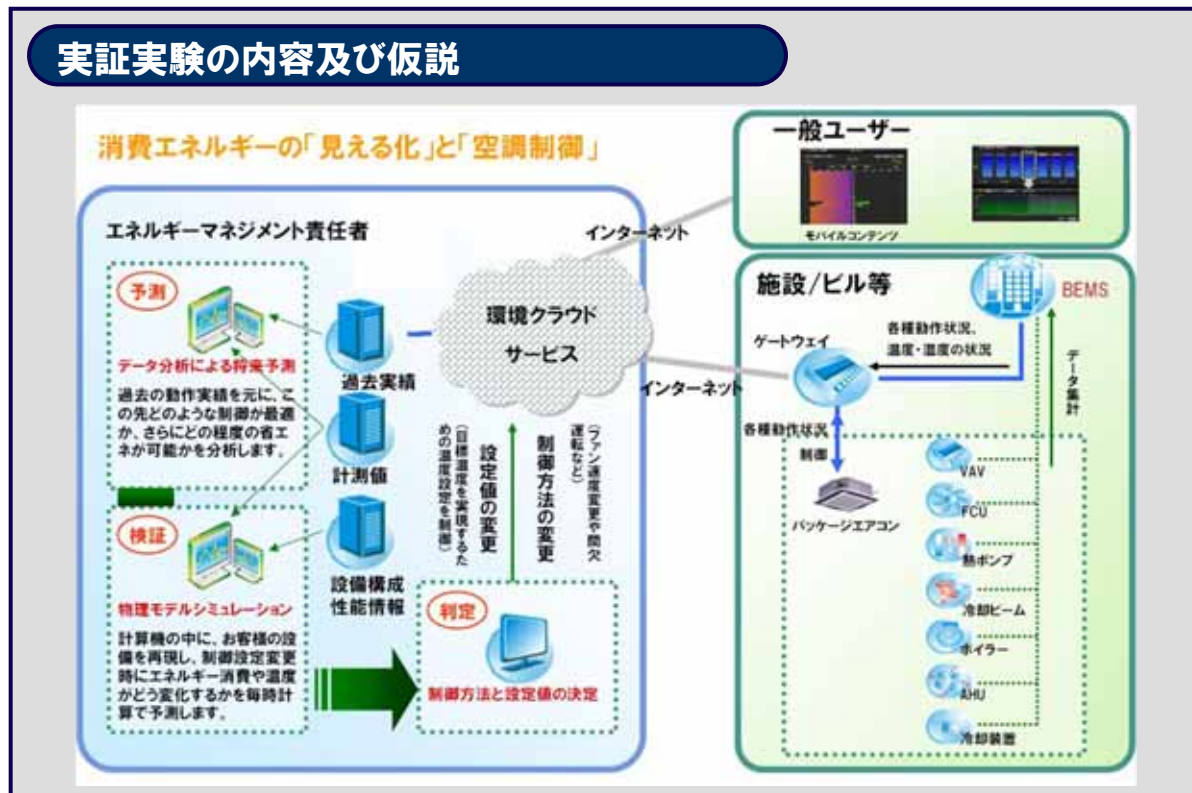 実証実験の内容及び仮説
消費エネルギーの「見える化」と「空調制御」
エネルギーマネジメント責任者
予測
データ分析による将来予測
過去の動作実績を元に、こ
の先どのような制御が最適
か、さらにどの程度の省エ
ネが可能かを分析します。
検証
物理モデルシミュレーション
計算機の中に、お客様の設
備を再現し、制御設定変更
時にエネルギー消費や温度
がどう変化するかを毎時計
算で予測します。
過去実績
計測値
設備構成
性能情報
環境クラウド
サービス
設定値の変更
(目標温度を実現するた
めの温度設定を制御)
制御方法の変更
(ファン速度変更や間欠
運転など)
判定
制御方法と設定値の決定
インターネット
インターネット
一般ユーザー
モバイルコンテンツ
施設/ビル等
BEMS
ゲートウェイ
各種動作状況、
温度・湿度の状況
データ集計
各種動作状況
制御
パッケージエアコン
VAV
FCU
熱ポンプ
冷却ビーム
ボイラー
AHU
冷却装置